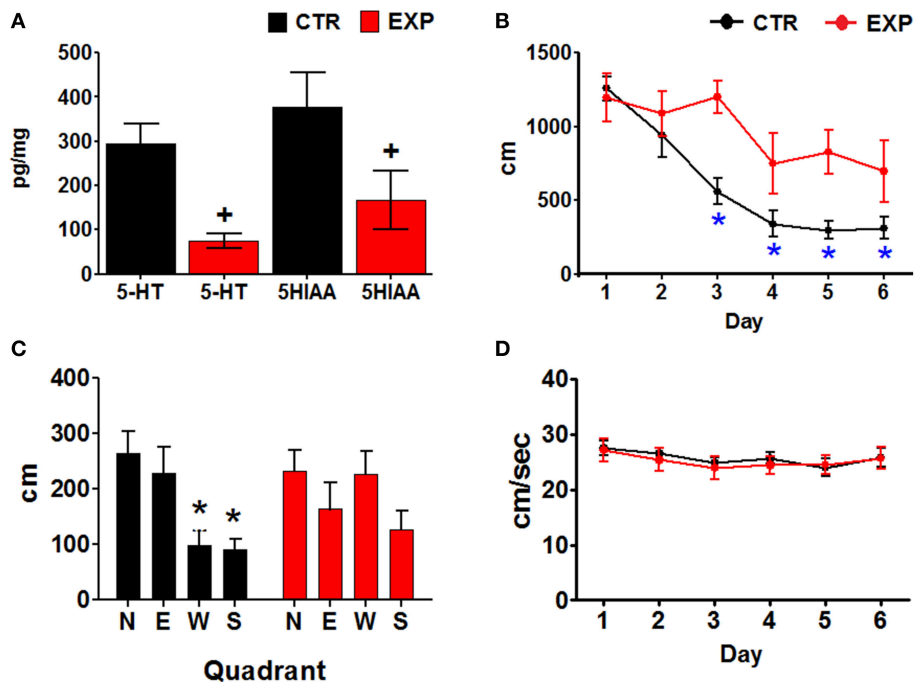 A
CTR EXP
500
400
300
200
100
0
pg/mg
+
+
5-HT 5-HT 5HIAA 5HIAA
B
CTR EXP
1500
1000
500
0
cm
* * * *
1 2 3 4 5 6
Day
C
400
300
200
100
0
cm
* *
N E W S N E W S
Quadrant
D
40
30
20
10
0
cm/sec
1 2 3 4 5 6
Day